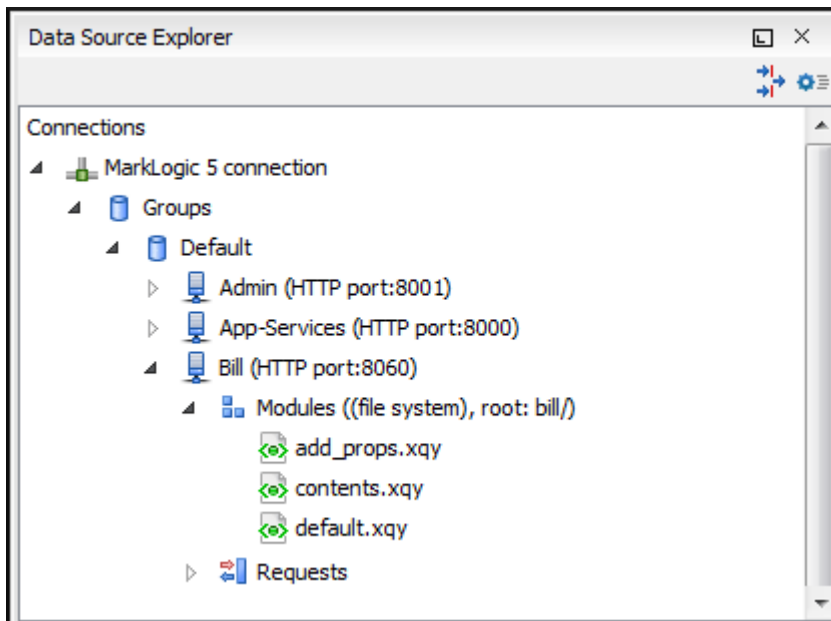 Data Source Explorer
Connections
MarkLogic 5 connection
Groups
Default
Admin (HTTP port:8001)
App-Services (HTTP port:8000)
Bill (HTTP port:8060)
Modules ((file system), root: bill/)
add_props.xqy
contents.xqy
default.xqy
Requests